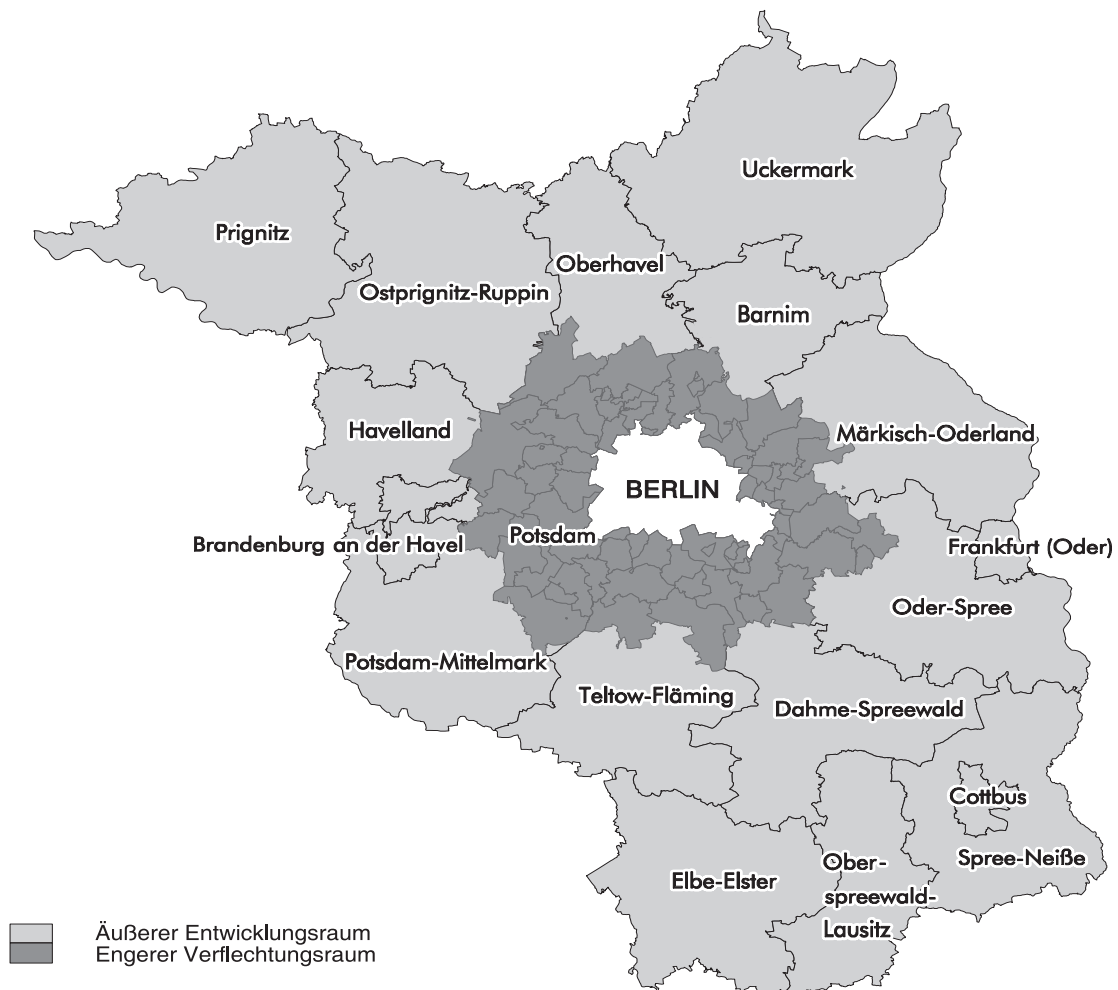 Uckermark
Prignitz
Oberhavel
Ostprignitz-Ruppin
Barnim
Havelland
Märkisch-Oderland
BERLIN
Potsdam
Brandenburg an der Havel
Frankfurt (Oder)
Oder-Spree
Potsdam-Mittelmark
Teltow-Fläming
Dahme-Spreewald
Cottbus
Spree-Neiße
Elbe-Elster
Ober-
spreewald-
Lausitz
Äußerer Entwicklungsraum
Engerer Verflechtungsraum